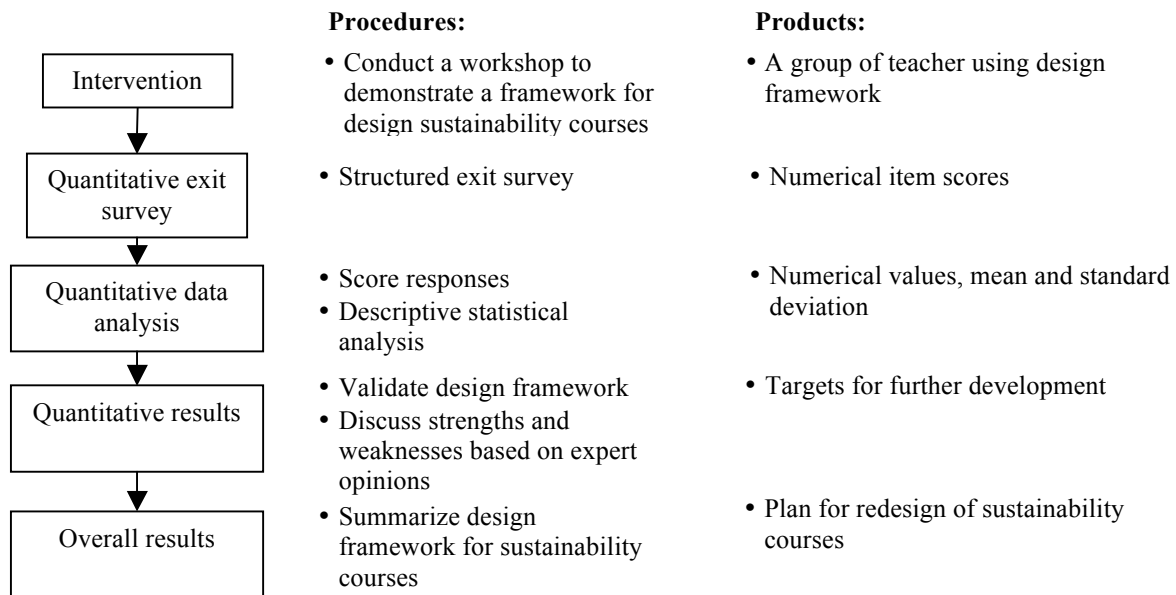 Procedures:
Products:
Intervention
• Conduct a workshop to
demonstrate a framework for
design sustainability courses
• A group of teacher using design
framework
Quantitative exit
survey
• Structured exit survey
• Numerical item scores
Quantitative data
analysis
• Score responses
• Descriptive statistical
analysis
• Numerical values, mean and standard
deviation
Quantitative results
• Validate design framework
• Discuss strengths and
weaknesses based on expert
opinions
• Targets for further development
Overall results
• Summarize design
framework for sustainability
courses
• Plan for redesign of sustainability
courses